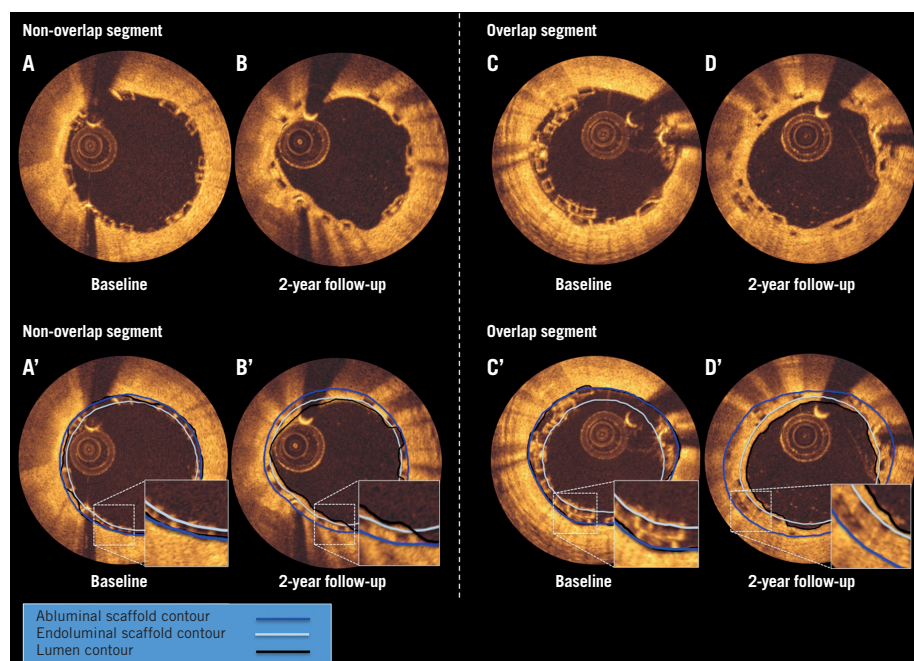 Non-overlap segment
Overlap segment
A
B
C
D
Baseline
2-year follow-up
Baseline
2-year follow-up
Non-overlap segment
Overlap segment
A’
B’
C’
D’
Baseline
2-year follow-up
Baseline
2-year follow-up
Abluminal scaffold contour
Endoluminal scaffold contour
Lumen contour